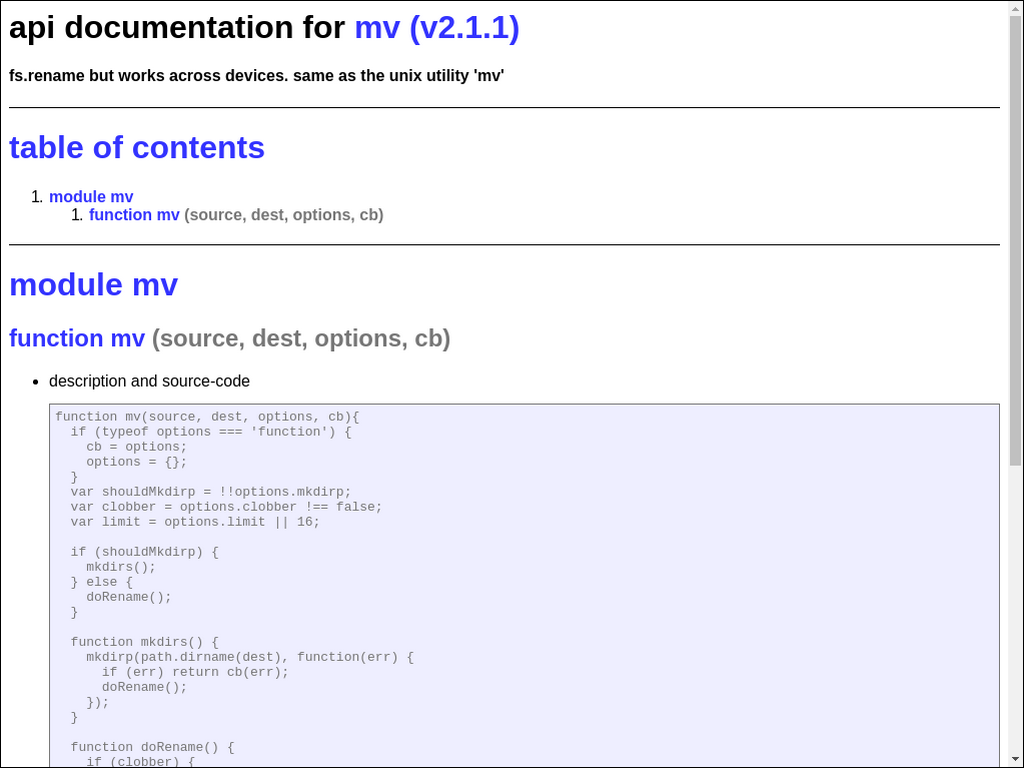 api documentation for mv (v2.1.1)
fs.rename but works across devices. same as the unix utility 'mv'
table of contents
1. module mv
1. function mv (source, dest, options, cb)
module mv
function mv (source, dest, options, cb)
• description and source-code
function mv(source, dest, options, cb){
  if (typeof options === 'function') {
    cb = options;
    options = {};
  }
  var shouldMkdirp = !!options.mkdirp;
  var clobber = options.clobber !== false;
  var limit = options.limit || 16;

  if (shouldMkdirp) {
    mkdirs();
  } else {
    doRename();
  }

  function mkdirs() {
    mkdirp(path.dirname(dest), function(err) {
      if (err) return cb(err);
      doRename();
    });
  }

  function doRename() {
    if (clobber) {